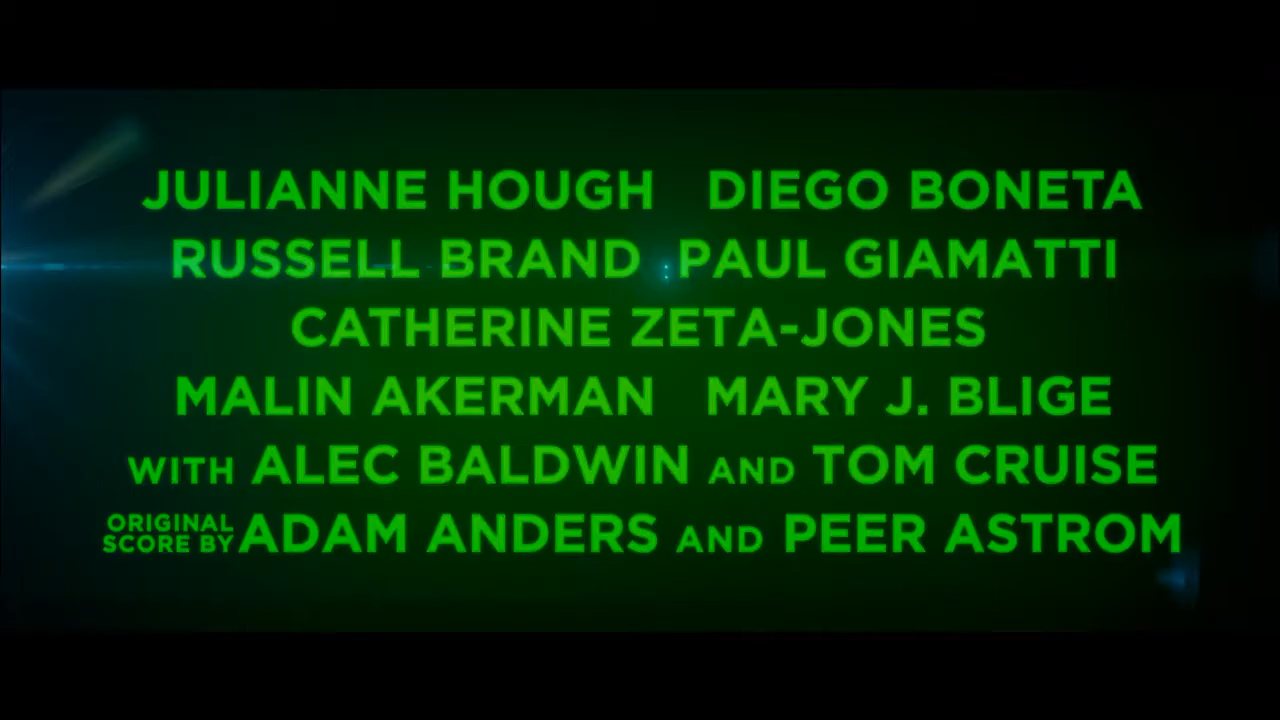 JULIANNE HOUGH DIEGO BONETA
RUSSELL BRAND PAUL GIAMATTI
CATHERINE ZETA-JONES
MALIN AKERMAN MARY J. BLIGE
WITH ALEC BALDWIN AND TOM CRUISE
ORIGINAL SCORE BY ADAM ANDERS AND PEER ASTROM